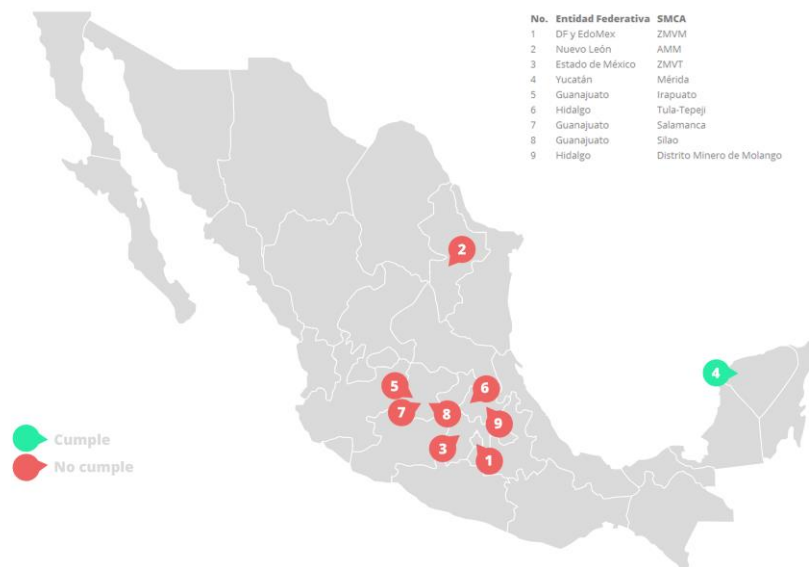 No. Entidad Federativa SMCA
1 DF y EdoMex ZMVM
2 Nuevo León AMM
3 Estado de México ZMVT
4 Yucatán Mérida
5 Guanajuato Irapuato
6 Hidalgo Tula-Tepeji
7 Guanajuato Salamanca
8 Guanajuato Silao
9 Hidalgo Distrito Minero de Molango
2
4
5
6
7
8
9
3
1
Cumple
No cumple